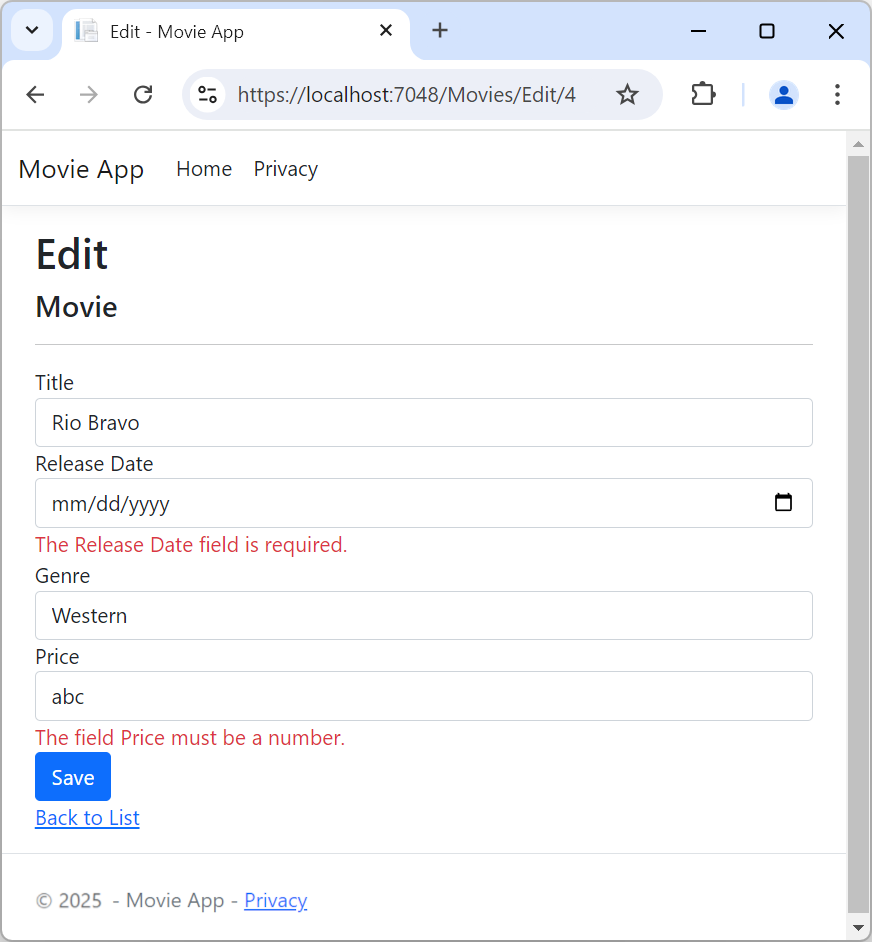 Edit - Movie App
https://localhost:7048/Movies/Edit/4
Movie App Home Privacy
Edit
Movie
Title
Rio Bravo
Release Date
mm/dd/yyyy
The Release Date field is required.
Genre
Western
Price
abc
The field Price must be a number.
Save
Back to List
© 2025 - Movie App - Privacy